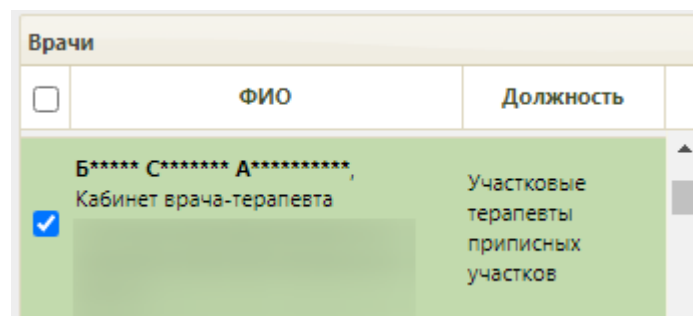 Врачи
ФИО
Должность
Б***** С******* А**********,
Кабинет врача-терапевта
Участковые
терапевты
приписных
участков